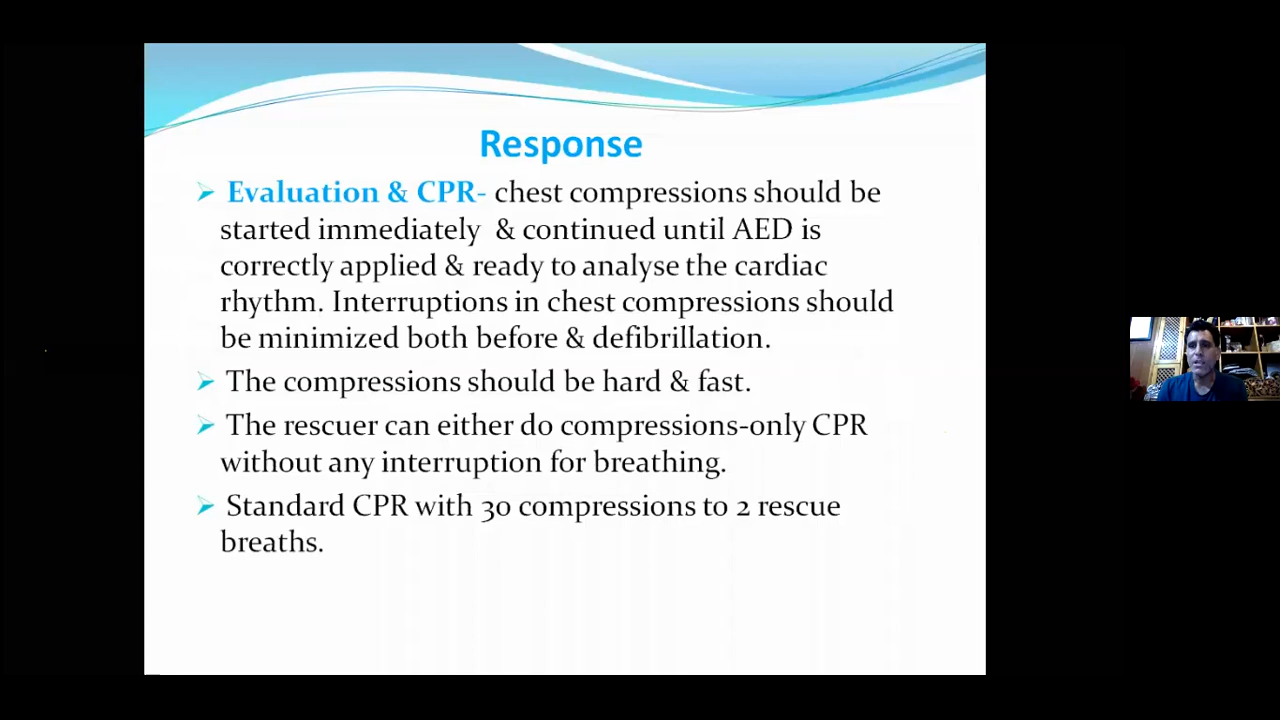 Response
Evaluation & CPR- chest compressions should be
started immediately & continued until AED is
correctly applied & ready to analyse the cardiac
rhythm. Interruptions in chest compressions should
be minimized both before & defibrillation.
The compressions should be hard & fast.
The rescuer can either do compressions-only CPR
without any interruption for breathing.
Standard CPR with 30 compressions to 2 rescue
breaths.